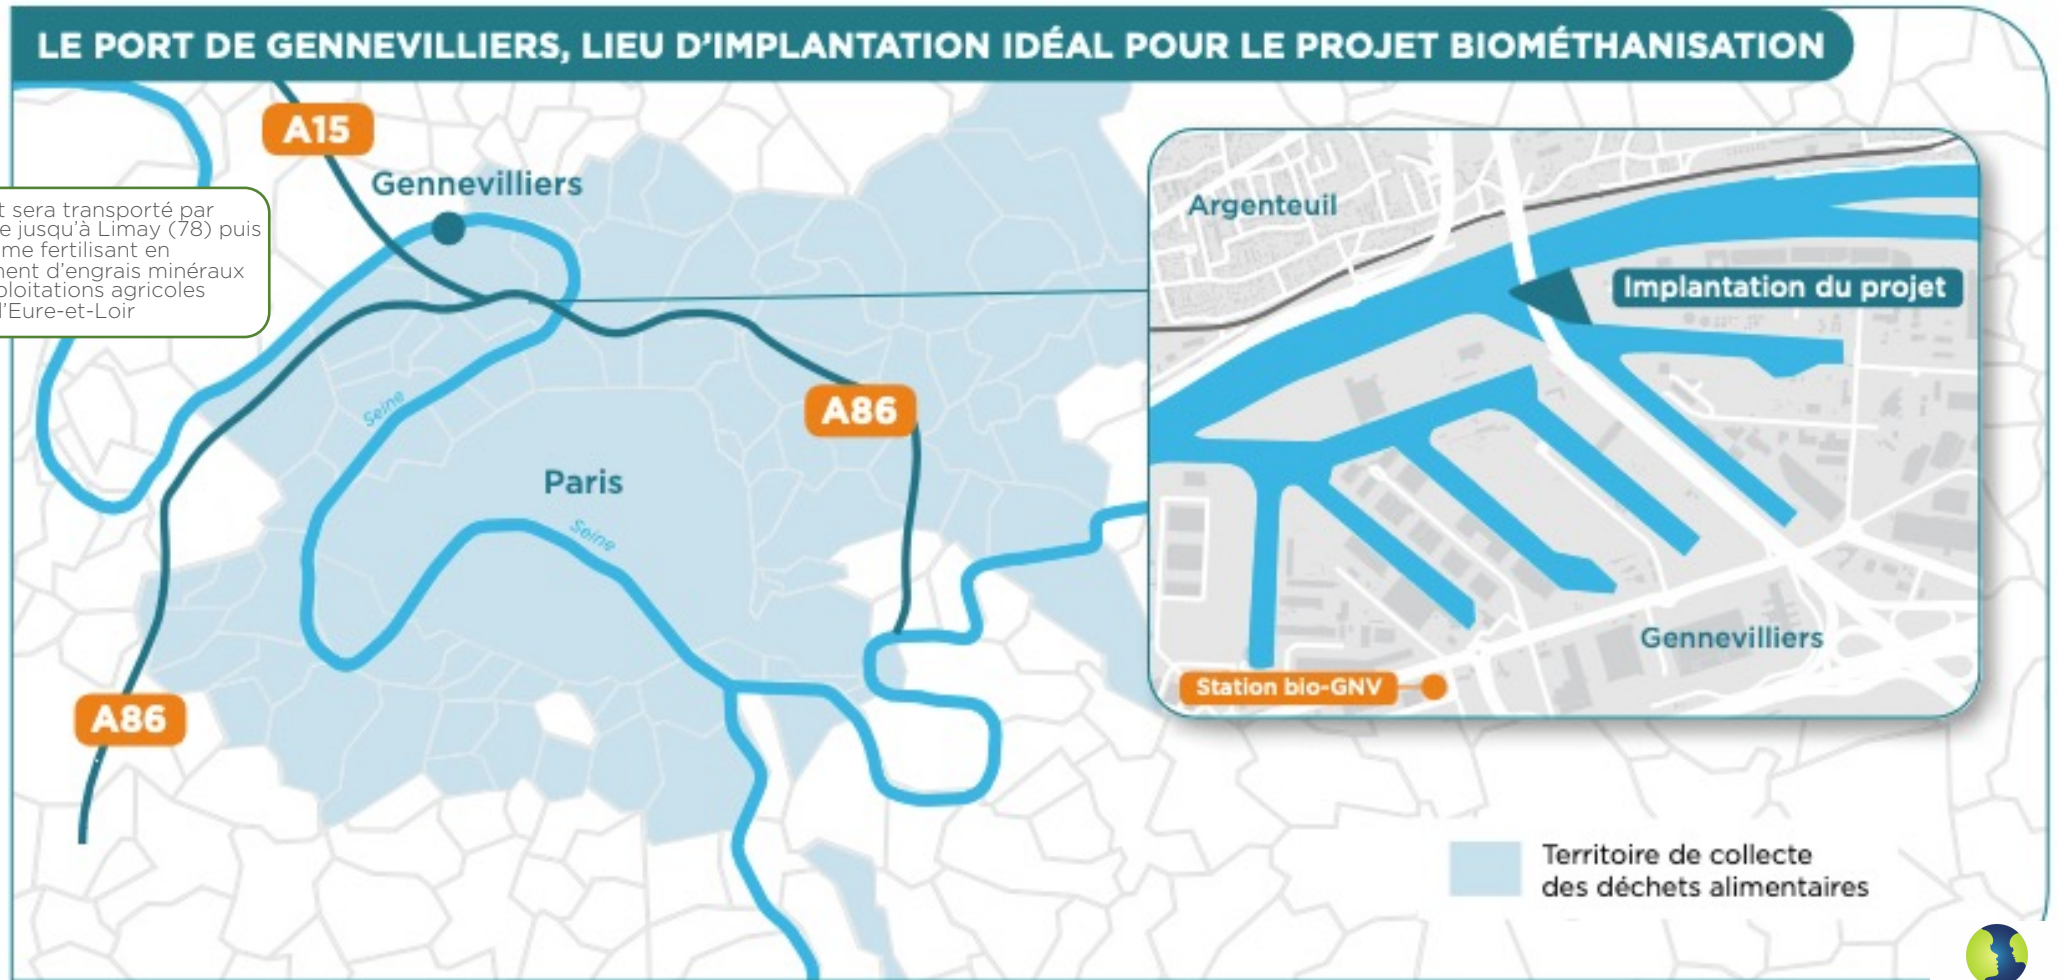 LE PORT DE GENNEVILLIERS, LIEU D'IMPLANTATION IDÉAL POUR LE PROJET BIOMÉTHANISATION
A15
Gennevilliers
t sera transporté par
e jusqu'à Limay (78) puis
me fertilisant en
nent d'engrais minéraux
ploitations agricoles
l'Eure-et-Loir
Seine
A86
Paris
Seine
A86
Argenteuil
Implantation du projet
Gennevilliers
Station bio-GNV
Territoire de collecte
des déchets alimentaires